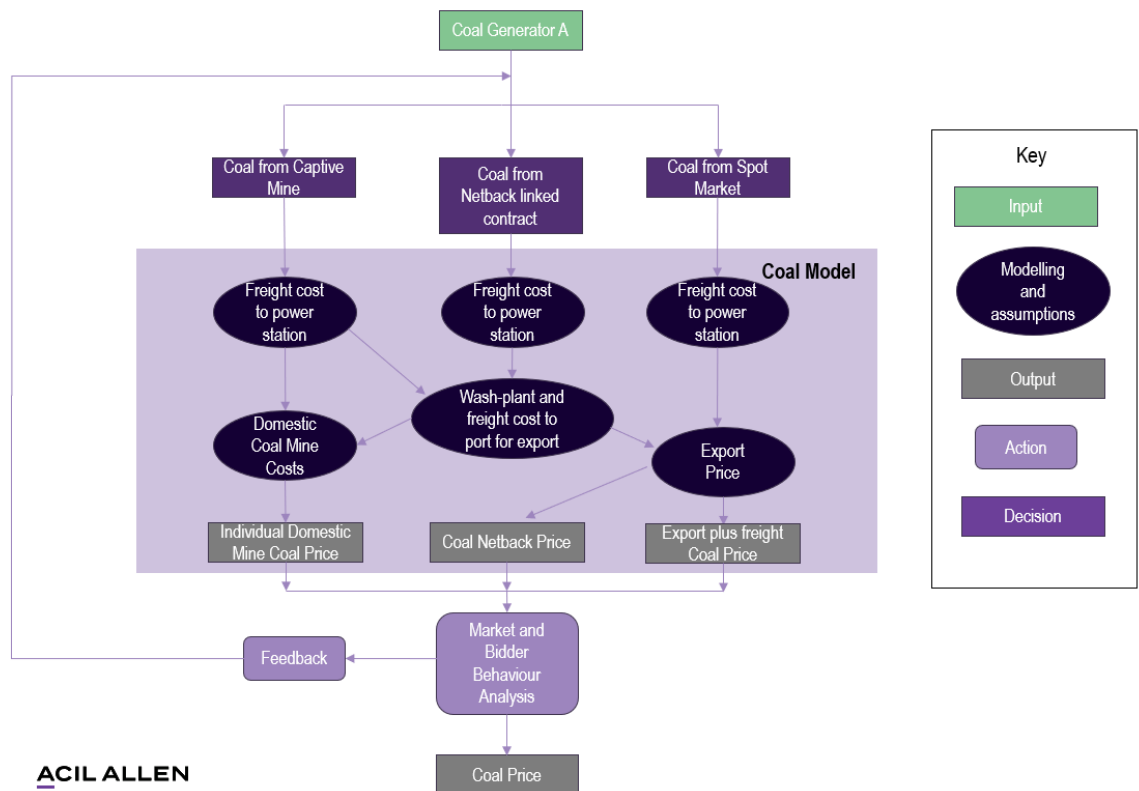 Coal Generator A
Coal from Captive
Mine
Coal from
Netback linked
contract
Coal from Spot
Market
Coal Model
Freight cost
to power
station
Freight cost
to power
station
Freight cost
to power
station
Wash-plant and
freight cost to
port for export
Domestic
Coal Mine
Costs
Export
Price
Individual Domestic
Mine Coal Price
Coal Netback Price
Export plus freight
Coal Price
Market and
Bidder
Behaviour
Analysis
Feedback
Coal Price
Key
Input
Modelling
and
assumptions
Output
Action
Decision
ACIL ALLEN